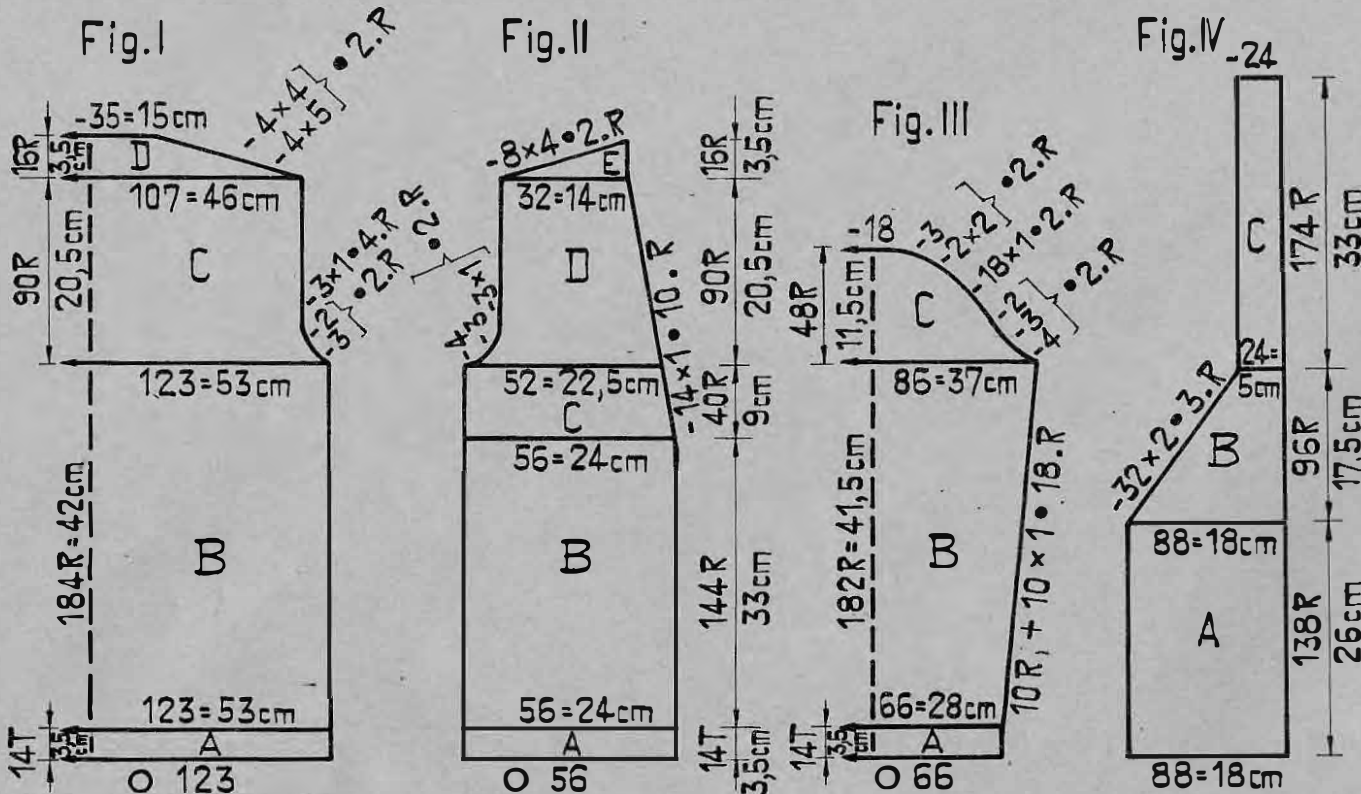 Fig.I
-4×4 } • 2.R
-4×5
-35=15cm
16R
3,5cm
D
107=46cm
90R
20,5cm
C
-3×1 • 4.R
-2 } • 2.R
-3
123=53cm
184R=42cm
B
123=53cm
14T
3,5cm
A
O 123
Fig.II
-8×4 • 2.R
E
16R
3,5cm
32=14cm
D
90R
20,5cm
-3×1 } • 2.R
-3
-4
-14×1 • 10.R
52=22,5cm
C
40R
9cm
56=24cm
B
144R
33cm
56=24cm
A
14T
3,5cm
O 56
Fig.III
-18
-3 } • 2.R
-2×2
-18×1 • 2.R
-2
-3 } • 2.R
-4
48R
11,5cm
C
86=37cm
182R=41,5cm
B
10R, +10×1 • 18.R
66=28cm
14T
3,5cm
A
O 66
Fig.IV
-24
C
174R
33cm
24=
5cm
-32×2 • 3.R
B
96R
17,5cm
88=18cm
A
138R
26cm
88=18cm